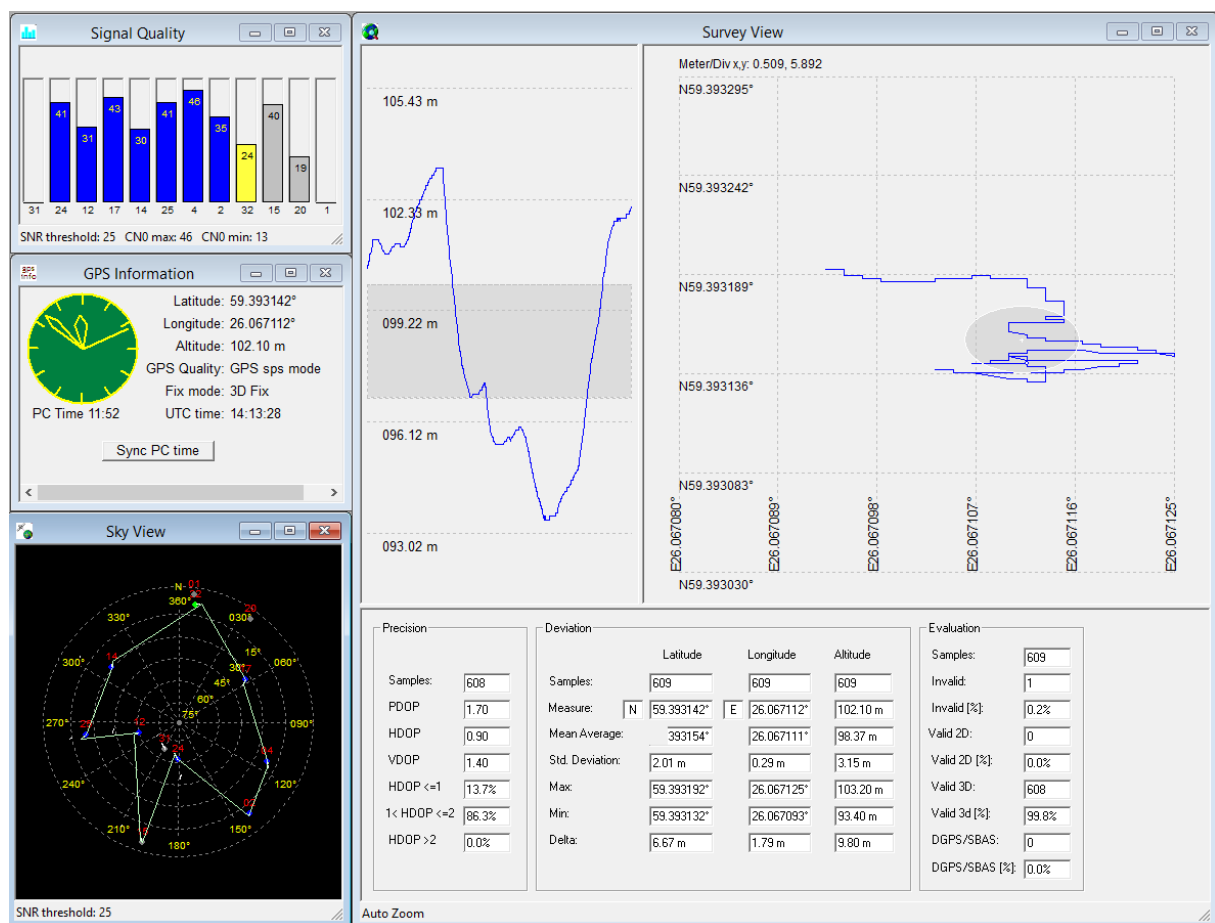 Signal Quality
41 31 43 30 41 46 35 24 40 19
31 24 12 17 14 25 4 2 32 15 20 1
SNR threshold: 25 CN0 max: 46 CN0 min: 13
GPS Information
Latitude: 59.393142°
Longitude: 26.067112°
Altitude: 102.10 m
GPS Quality: GPS sps mode
Fix mode: 3D Fix
PC Time 11:52 UTC time: 14:13:28
Sync PC time
Sky View
01
N
360°
20
330° 030°
14 15° 30° 060°
300° 45°
60°
270° 75° 090°
12
24
240° 120°
210° 150°
180°
SNR threshold: 25
Survey View
105.43 m
102.33 m
099.22 m
096.12 m
093.02 m
Meter/Div x,y: 0.509, 5.892
N59.393295°
N59.393242°
N59.393189°
N59.393136°
N59.393083°
N59.393030°
E26.067080° E26.067089° E26.067098° E26.067107° E26.067116° E26.067125°
Precision
Samples: 608
PDOP 1.70
HDOP 0.90
VDOP 1.40
HDOP <=1 13.7%
1< HDOP <=2 86.3%
HDOP >2 0.0%
Deviation
Latitude Longitude Altitude
Samples: 609 609 609
Measure: N 59.393142° E 26.067112° 102.10 m
Mean Average: 393154° 26.067111° 98.37 m
Std. Deviation: 2.01 m 0.29 m 3.15 m
Max: 59.393192° 26.067125° 103.20 m
Min: 59.393132° 26.067093° 93.40 m
Delta: 6.67 m 1.79 m 9.80 m
Evaluation
Samples: 609
Invalid: 1
Invalid [%]: 0.2%
Valid 2D: 0
Valid 2D [%]: 0.0%
Valid 3D: 608
Valid 3d [%]: 99.8%
DGPS/SBAS: 0
DGPS/SBAS [%]: 0.0%
Auto Zoom